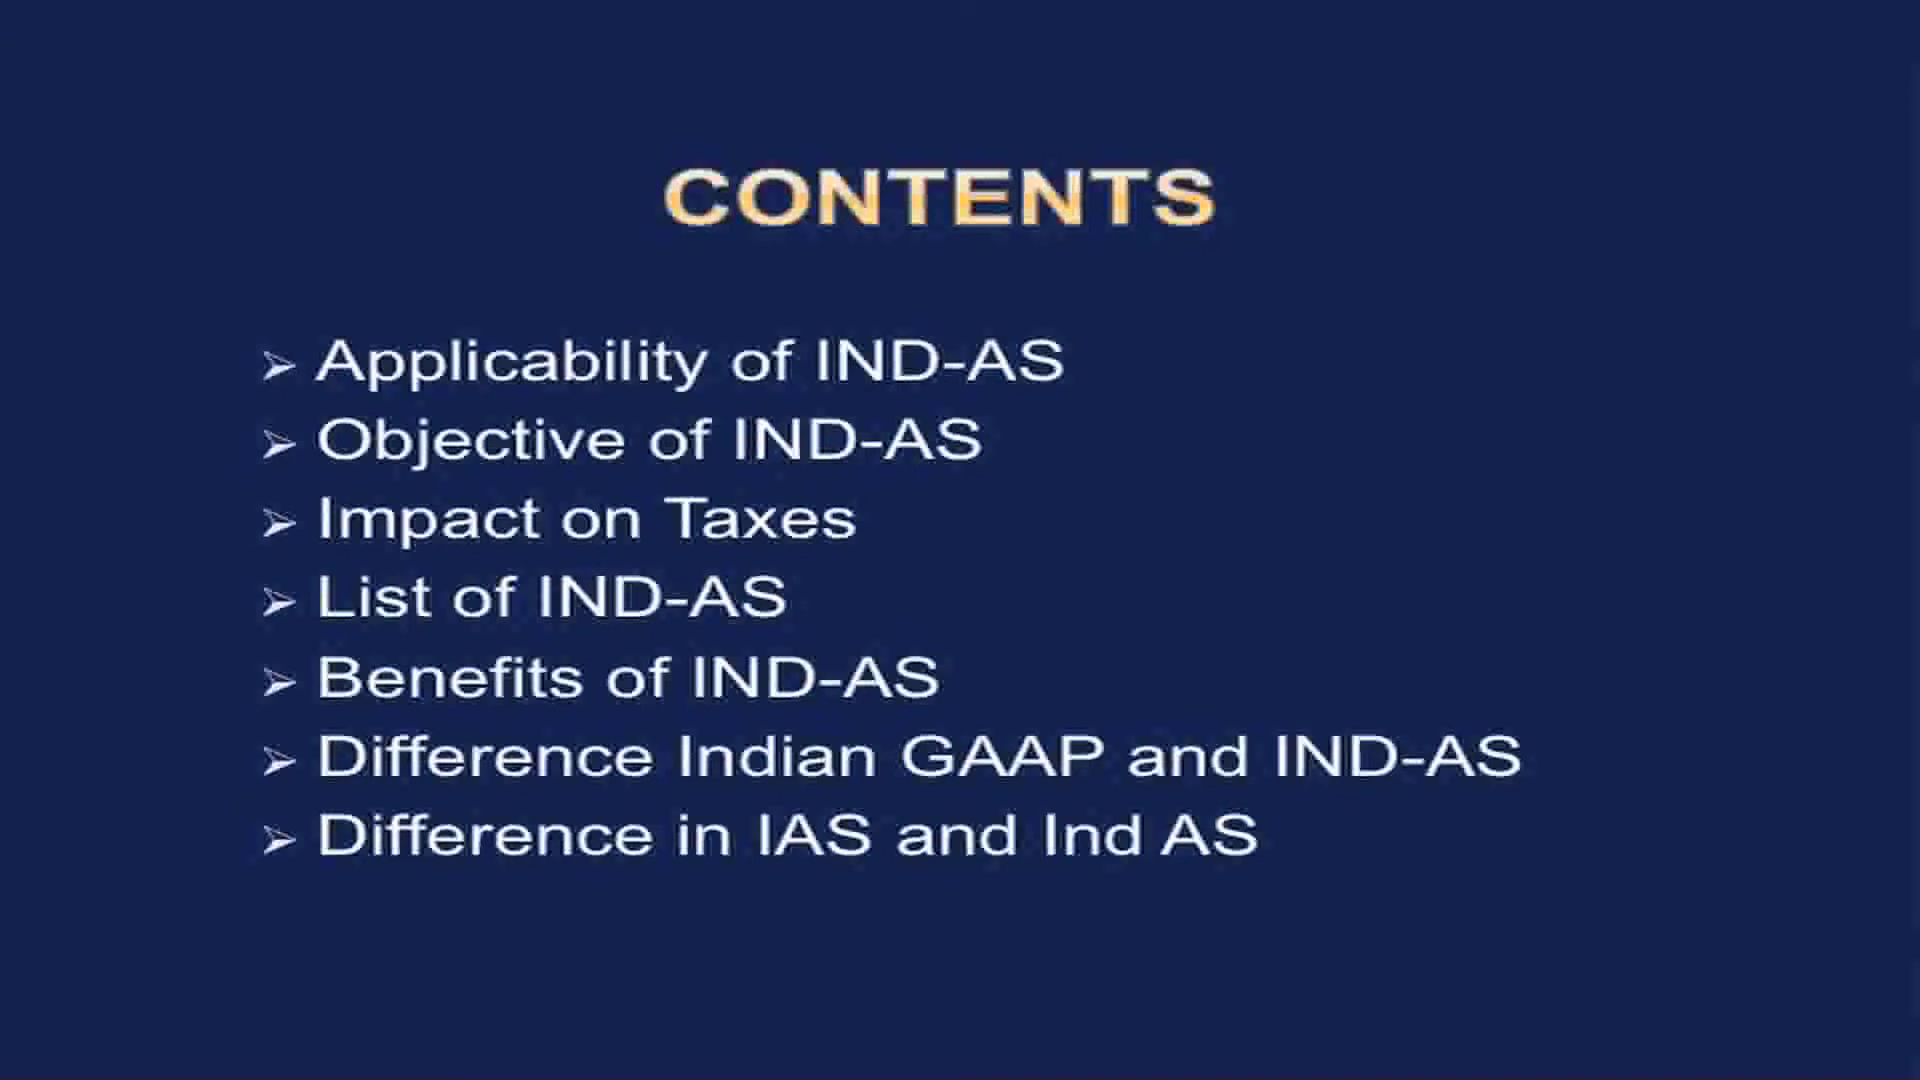 CONTENTS
➢ Applicability of IND-AS
➢ Objective of IND-AS
➢ Impact on Taxes
➢ List of IND-AS
➢ Benefits of IND-AS
➢ Difference Indian GAAP and IND-AS
➢ Difference in IAS and Ind AS